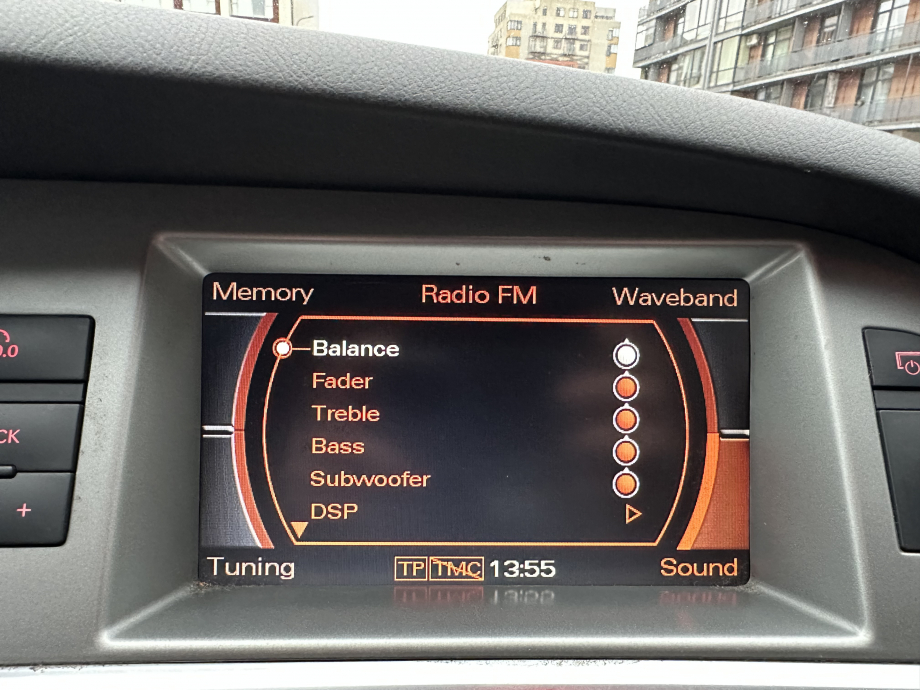 Memory Radio FM Waveband
Balance
Fader
Treble
Bass
Subwoofer
DSP
Tuning TP TMC 13:55 Sound
+